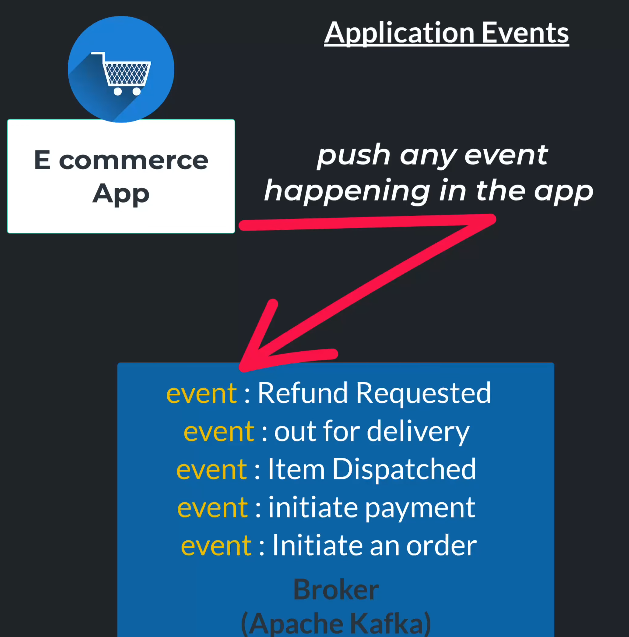 Application Events
E commerce
App
push any event
happening in the app
event : Refund Requested
event : out for delivery
event : Item Dispatched
event : initiate payment
event : Initiate an order
Broker
(Apache Kafka)